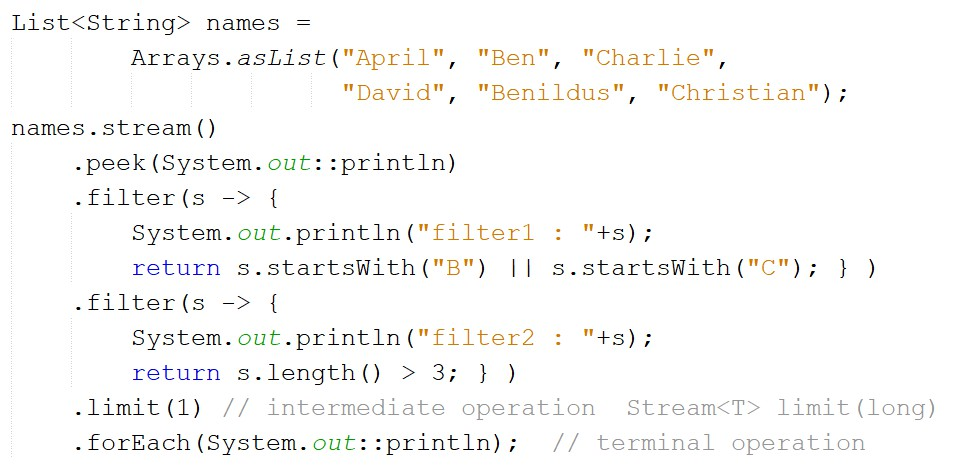 List<String> names =
Arrays.asList("April", "Ben", "Charlie",
"David", "Benildus", "Christian");
names.stream()
.peek(System.out::println)
.filter(s -> {
System.out.println("filter1 : "+s);
return s.startsWith("B") || s.startsWith("C"); } )
.filter(s -> {
System.out.println("filter2 : "+s);
return s.length() > 3; } )
.limit(1) // intermediate operation  Stream<T> limit(long)
.forEach(System.out::println);  // terminal operation